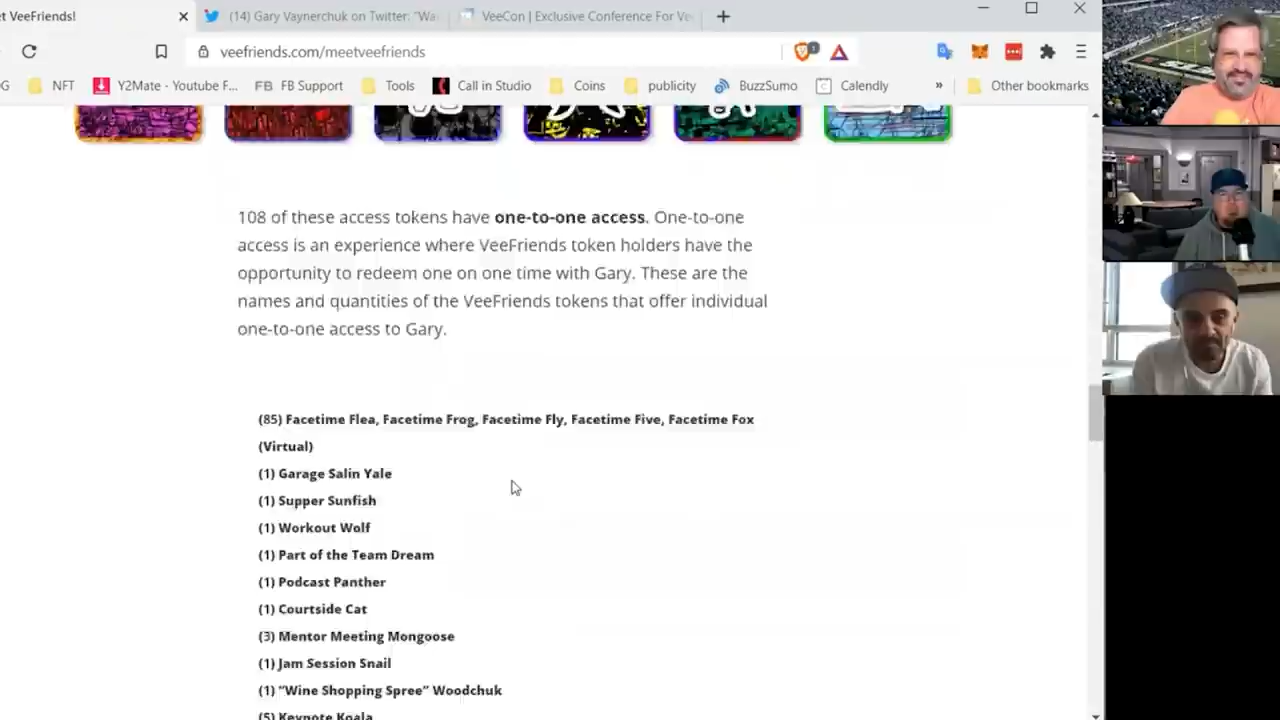 et VeeFriends!
(14) Gary Vaynerchuk on Twitter: "Wa
VeeCon | Exclusive Conference For Ve
veefriends.com/meetveefriends
1
G
NFT
Y2Mate - Youtube F...
FB FB Support
Tools
Call in Studio
Coins
publicity
BuzzSumo
Calendly
»
Other bookmarks
108 of these access tokens have one-to-one access. One-to-one
access is an experience where VeeFriends token holders have the
opportunity to redeem one on one time with Gary. These are the
names and quantities of the VeeFriends tokens that offer individual
one-to-one access to Gary.
(85) Facetime Flea, Facetime Frog, Facetime Fly, Facetime Five, Facetime Fox
(Virtual)
(1) Garage Salin Yale
(1) Supper Sunfish
(1) Workout Wolf
(1) Part of the Team Dream
(1) Podcast Panther
(1) Courtside Cat
(3) Mentor Meeting Mongoose
(1) Jam Session Snail
(1) “Wine Shopping Spree” Woodchuk
(5) Keynote Koala